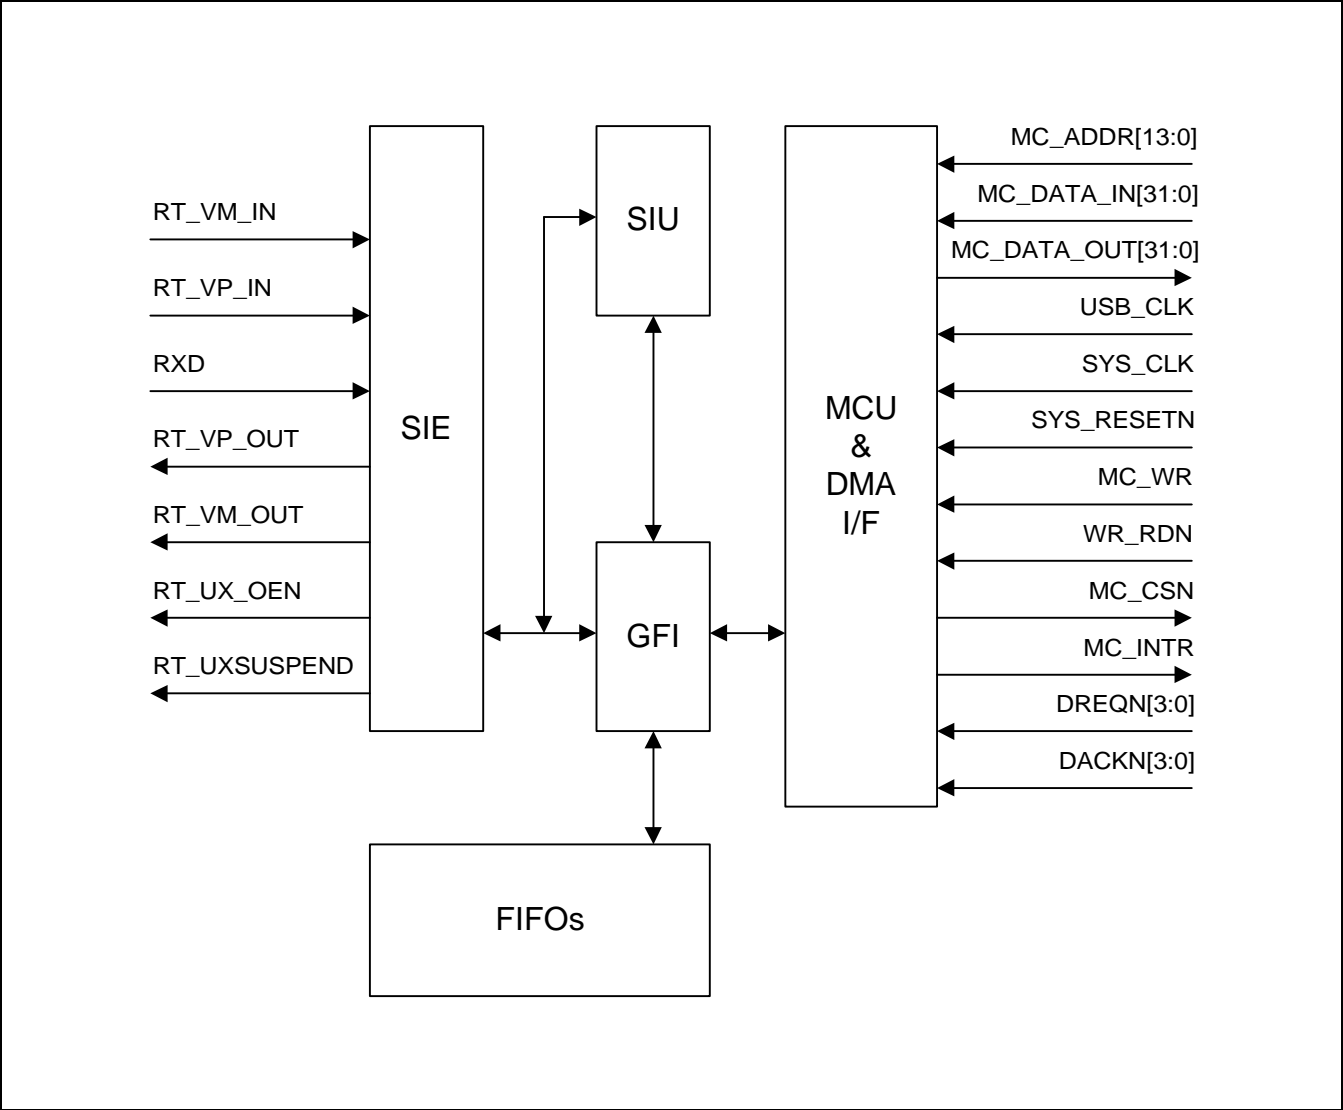 RT_VM_IN
RT_VP_IN
RXD
RT_VP_OUT
RT_VM_OUT
RT_UX_OEN
RT_UXSUSPEND
SIE
SIU
GFI
FIFOs
MCU
&
DMA
I/F
MC_ADDR[13:0]
MC_DATA_IN[31:0]
MC_DATA_OUT[31:0]
USB_CLK
SYS_CLK
SYS_RESETN
MC_WR
WR_RDN
MC_CSN
MC_INTR
DREQN[3:0]
DACKN[3:0]